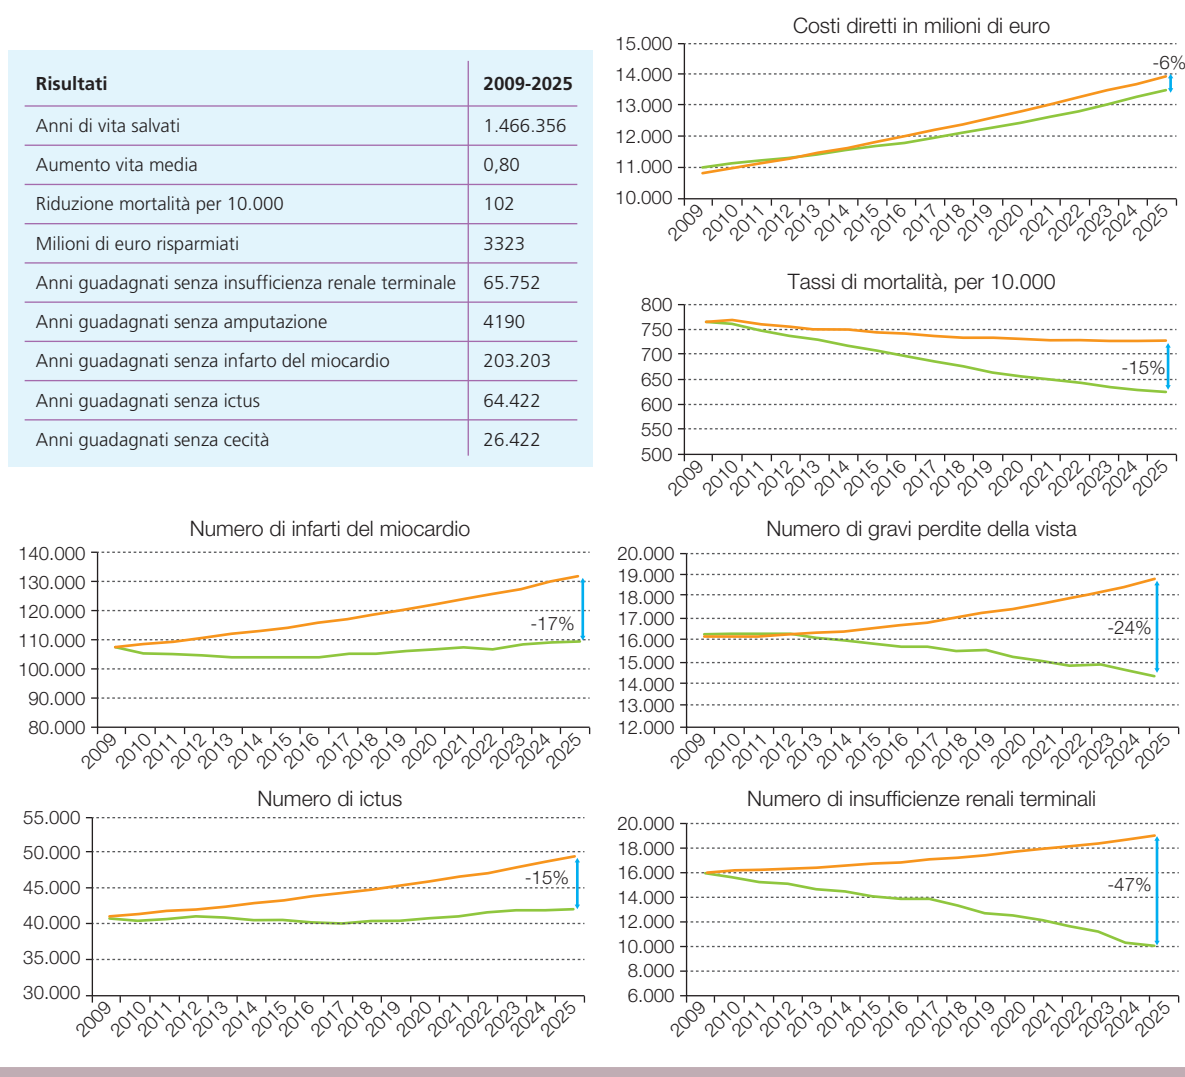 Risultati 2009-2025
Anni di vita salvati 1.466.356
Aumento vita media 0,80
Riduzione mortalità per 10.000 102
Milioni di euro risparmiati 3323
Anni guadagnati senza insufficienza renale terminale 65.752
Anni guadagnati senza amputazione 4190
Anni guadagnati senza infarto del miocardio 203.203
Anni guadagnati senza ictus 64.422
Anni guadagnati senza cecità 26.422
Costi diretti in milioni di euro
15.000
14.000
13.000
12.000
11.000
10.000
-6%
2009 2010 2011 2012 2013 2014 2015 2016 2017 2018 2019 2020 2021 2022 2023 2024 2025
Tassi di mortalità, per 10.000
800
750
700
650
600
550
500
-15%
2009 2010 2011 2012 2013 2014 2015 2016 2017 2018 2019 2020 2021 2022 2023 2024 2025
Numero di infarti del miocardio
140.000
130.000
120.000
110.000
100.000
90.000
80.000
-17%
2009 2010 2011 2012 2013 2014 2015 2016 2017 2018 2019 2020 2021 2022 2023 2024 2025
Numero di gravi perdite della vista
20.000
19.000
18.000
17.000
16.000
15.000
14.000
13.000
12.000
-24%
2009 2010 2011 2012 2013 2014 2015 2016 2017 2018 2019 2020 2021 2022 2023 2024 2025
Numero di ictus
55.000
50.000
45.000
40.000
35.000
30.000
-15%
2009 2010 2011 2012 2013 2014 2015 2016 2017 2018 2019 2020 2021 2022 2023 2024 2025
Numero di insufficienze renali terminali
20.000
18.000
16.000
14.000
12.000
10.000
8.000
6.000
-47%
2009 2010 2011 2012 2013 2014 2015 2016 2017 2018 2019 2020 2021 2022 2023 2024 2025